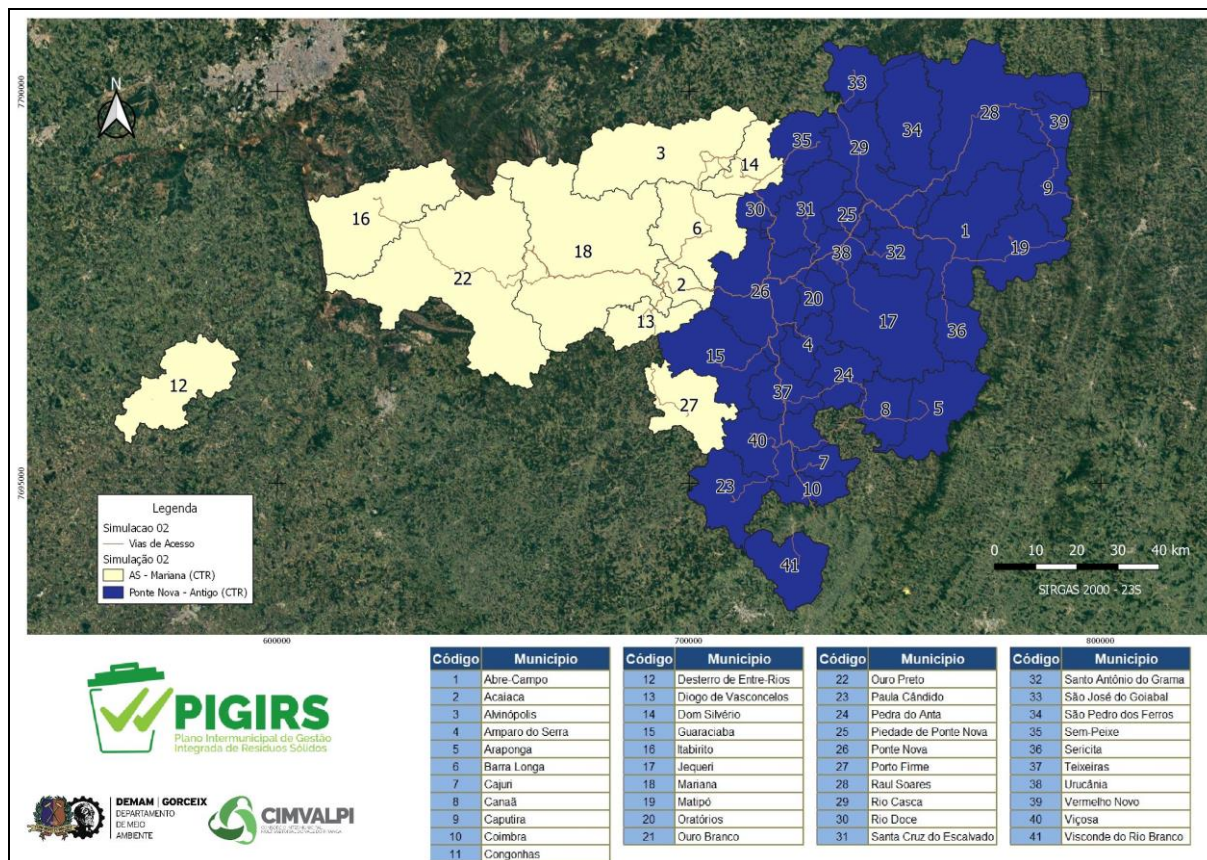 N
7790000
7695000
33
28
34
39
3
35
29
14
9
16
30
31
25
6
1
19
18
38
32
22
2
26
20
13
17
36
4
15
12
24
37
27
8
5
40
7
23
10
41
Legenda
Simulacao 02
Vias de Acesso
Simulação 02
AS - Mariana (CTR)
Ponte Nova - Antigo (CTR)
0 10 20 30 40 km
SIRGAS 2000 - 23S
600000 700000 800000
PIGIRS
Plano Intermunicipal de Gestão
Integrada de Resíduos Sólidos
DEMAM | GORCEIX
DEPARTAMENTO
DE MEIO
AMBIENTE
CIMVALPI
Código Municipio
1 Abre-Campo
2 Acaiaca
3 Alvinópolis
4 Amparo do Serra
5 Araponga
6 Barra Longa
7 Cajuri
8 Canaã
9 Caputira
10 Coimbra
11 Congonhas
Código Municipio
12 Desterro de Entre-Rios
13 Diogo de Vasconcelos
14 Dom Silvério
15 Guaraciaba
16 Itabirito
17 Jequeri
18 Mariana
19 Matipó
20 Oratórios
21 Ouro Branco
Código Municipio
22 Ouro Preto
23 Paula Cândido
24 Pedra do Anta
25 Piedade de Ponte Nova
26 Ponte Nova
27 Porto Firme
28 Raul Soares
29 Rio Casca
30 Rio Doce
31 Santa Cruz do Escalvado
Código Municipio
32 Santo Antônio do Grama
33 São José do Goiabal
34 São Pedro dos Ferros
35 Sem-Peixe
36 Sericita
37 Teixeiras
38 Urucânia
39 Vermelho Novo
40 Viçosa
41 Visconde do Rio Branco